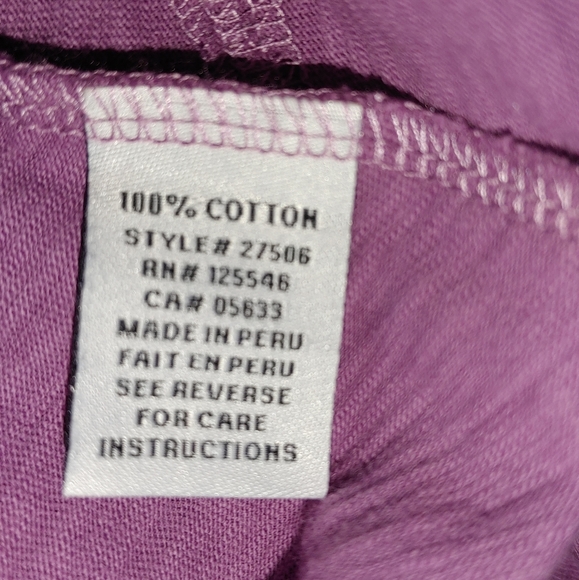 100% COTTON
STYLE# 27506
RN# 125546
CA# 05633
MADE IN PERU
FAIT EN PERU
SEE REVERSE
FOR CARE
INSTRUCTIONS